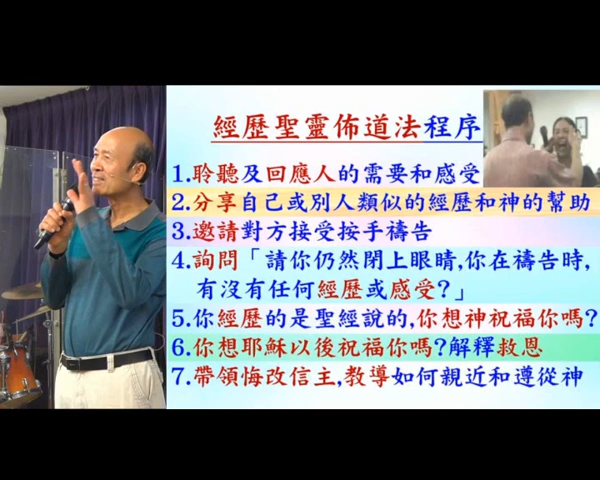 經歷聖靈佈道法程序
1.聆聽及回應人的需要和感受
2.分享自己或別人類似的經歷和神的幫助
3.邀請對方接受按手禱告
4.詢問「請你仍然閉上眼睛,你在禱告時,
有沒有任何經歷或感受?」
5.你經歷的是聖經說的,你想神祝福你嗎?
6.你想耶穌以後祝福你嗎?解釋救恩
7.帶領悔改信主,教導如何親近和遵從神